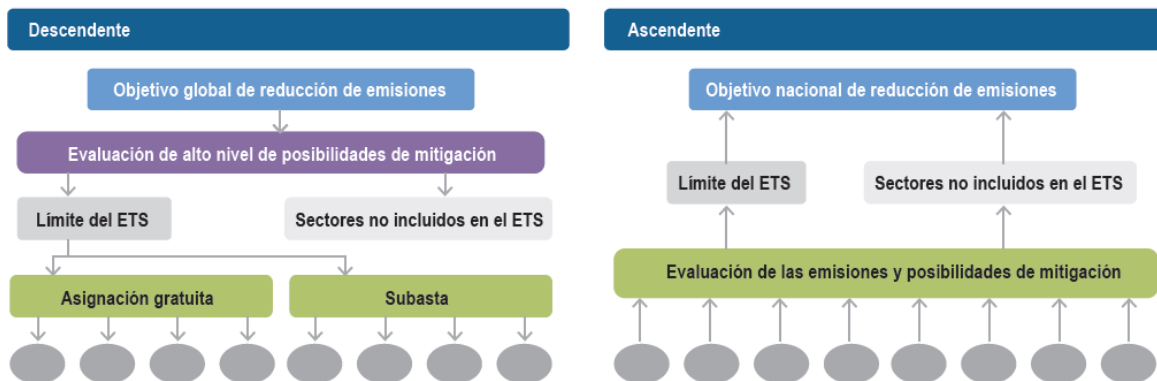 Descendente
Objetivo global de reducción de emisiones
Evaluación de alto nivel de posibilidades de mitigación
Límite del ETS
Sectores no incluidos en el ETS
Asignación gratuita
Subasta
Ascendente
Objetivo nacional de reducción de emisiones
Límite del ETS
Sectores no incluidos en el ETS
Evaluación de las emisiones y posibilidades de mitigación